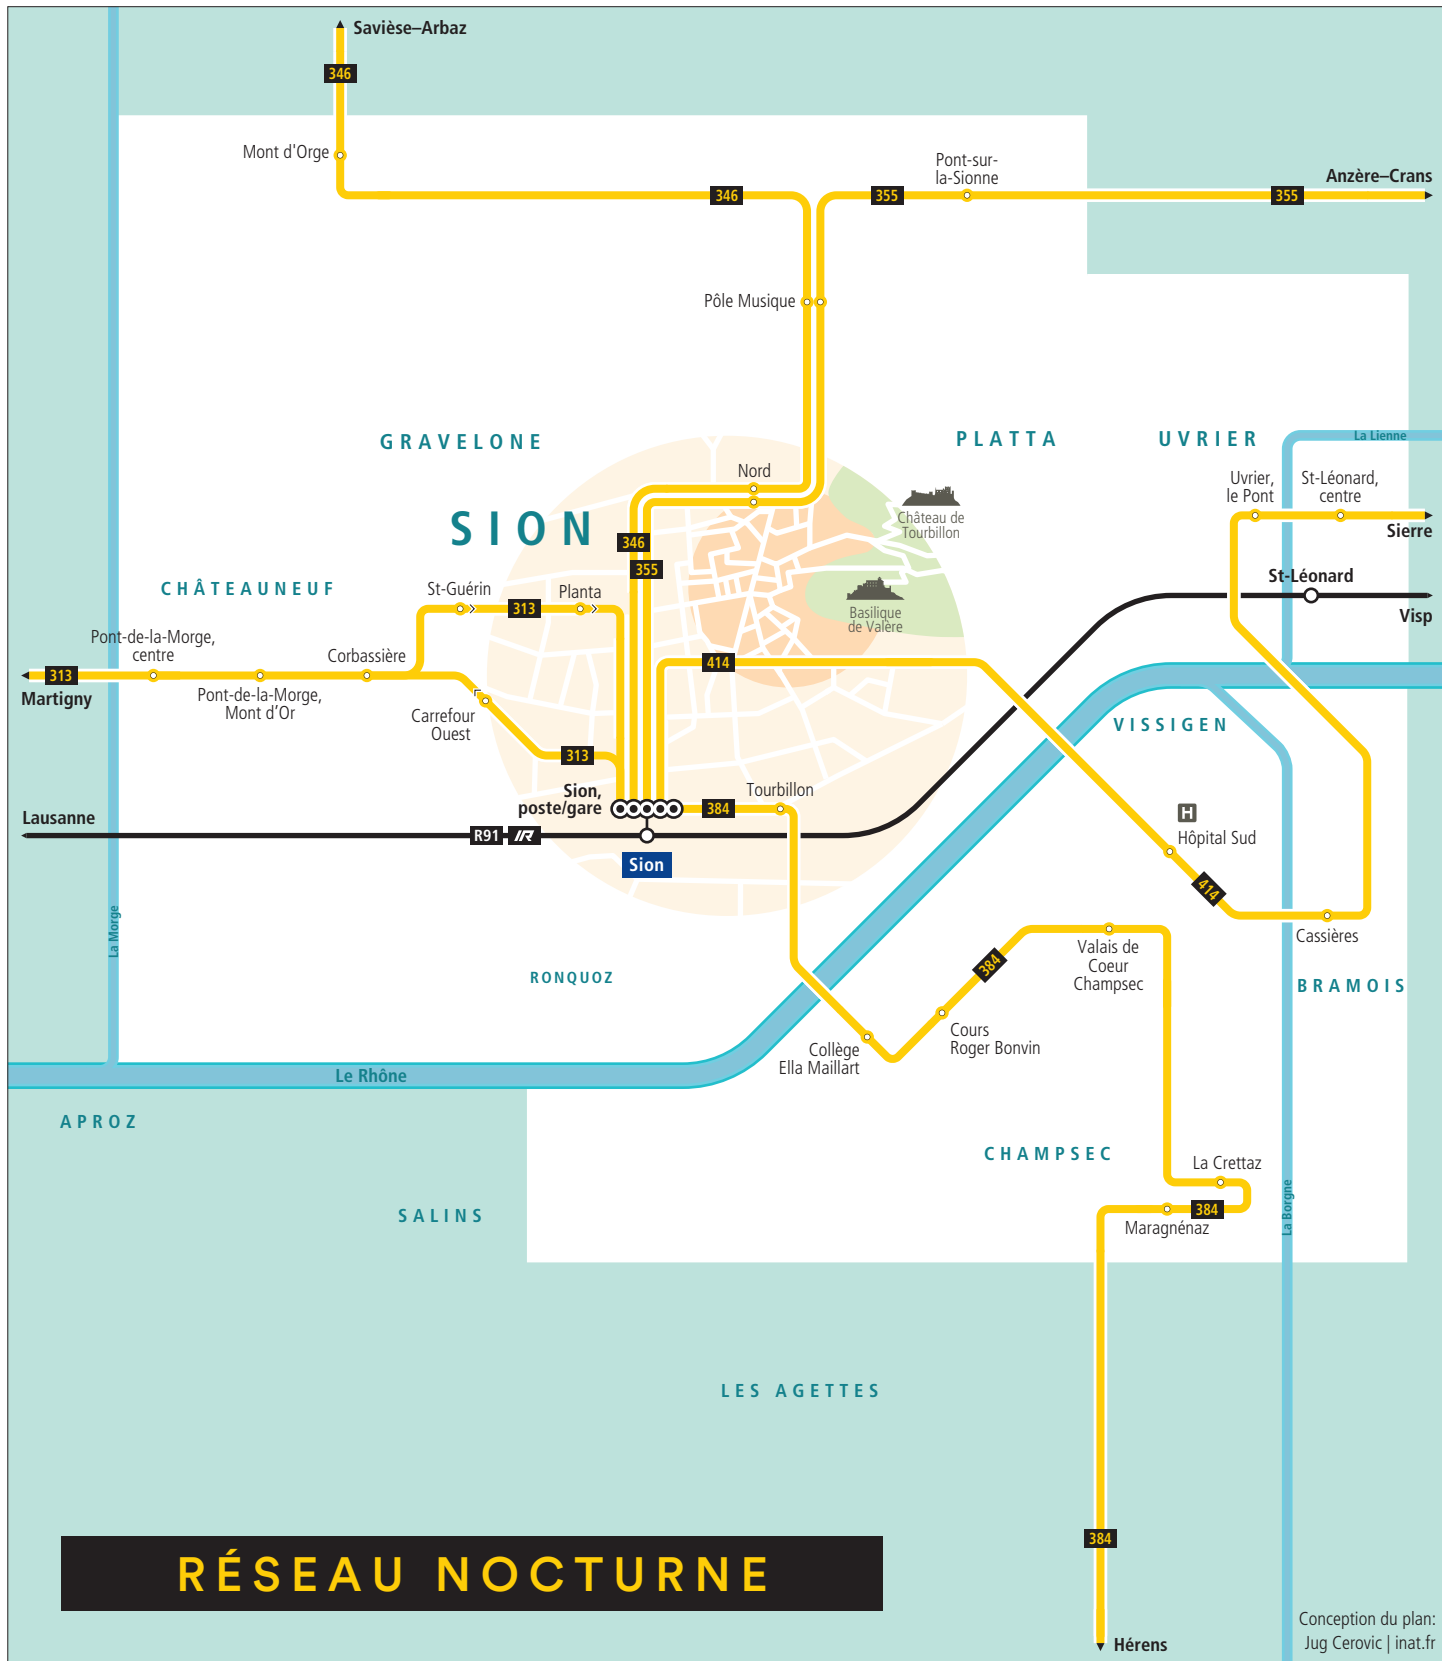 Savièse–Arbaz
346
Mont d'Orge
Pont-sur-
la-Sionne
Anzère–Crans
346
355
355
Pôle Musique
GRAVELONE
PLATTA
UVRIER
La Lienne
Nord
Uvrier,
le Pont
St-Léonard,
centre
SION
Château de
Tourbillon
Sierre
346
355
St-Léonard
CHÂTEAUNEUF
St-Guérin
313
Planta
Basilique
de Valère
Visp
Pont-de-la-Morge,
centre
Corbassière
414
313
Martigny
Pont-de-la-Morge,
Mont d’Or
Carrefour
Ouest
VISSIGEN
313
Sion,
poste/gare
384
Tourbillon
Lausanne
R91
IR
H
Hôpital Sud
Sion
414
La Morge
Cassières
Valais de
Coeur
Champsec
384
RONQUOZ
BRAMOIS
Cours
Roger Bonvin
Collège
Ella Maillart
Le Rhône
APROZ
CHAMPSEC
La Crettaz
384
La Borgne
SALINS
Maragnénaz
LES AGETTES
384
RÉSEAU NOCTURNE
Hérens
Conception du plan:
Jug Cerovic | inat.fr